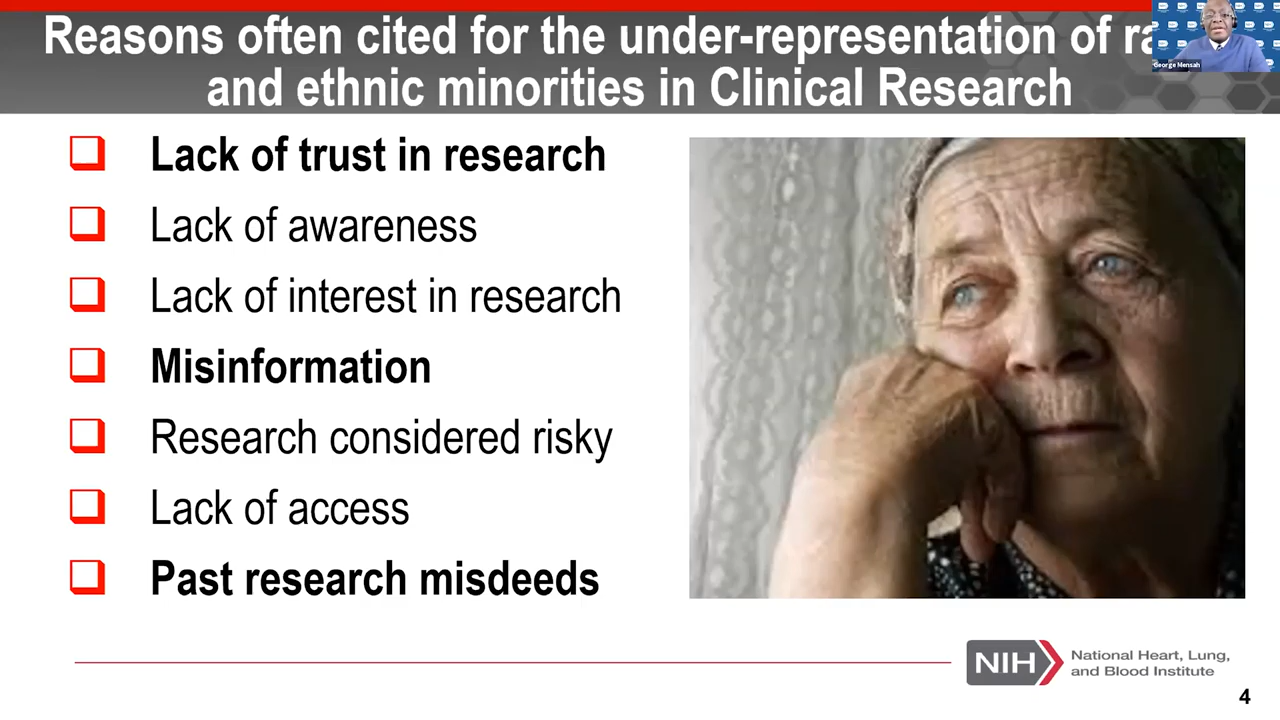 Reasons often cited for the under-representation of
and ethnic minorities in Clinical Research
George Mensah
Lack of trust in research
Lack of awareness
Lack of interest in research
Misinformation
Research considered risky
Lack of access
Past research misdeeds
NIH
National Heart, Lung,
and Blood Institute
4